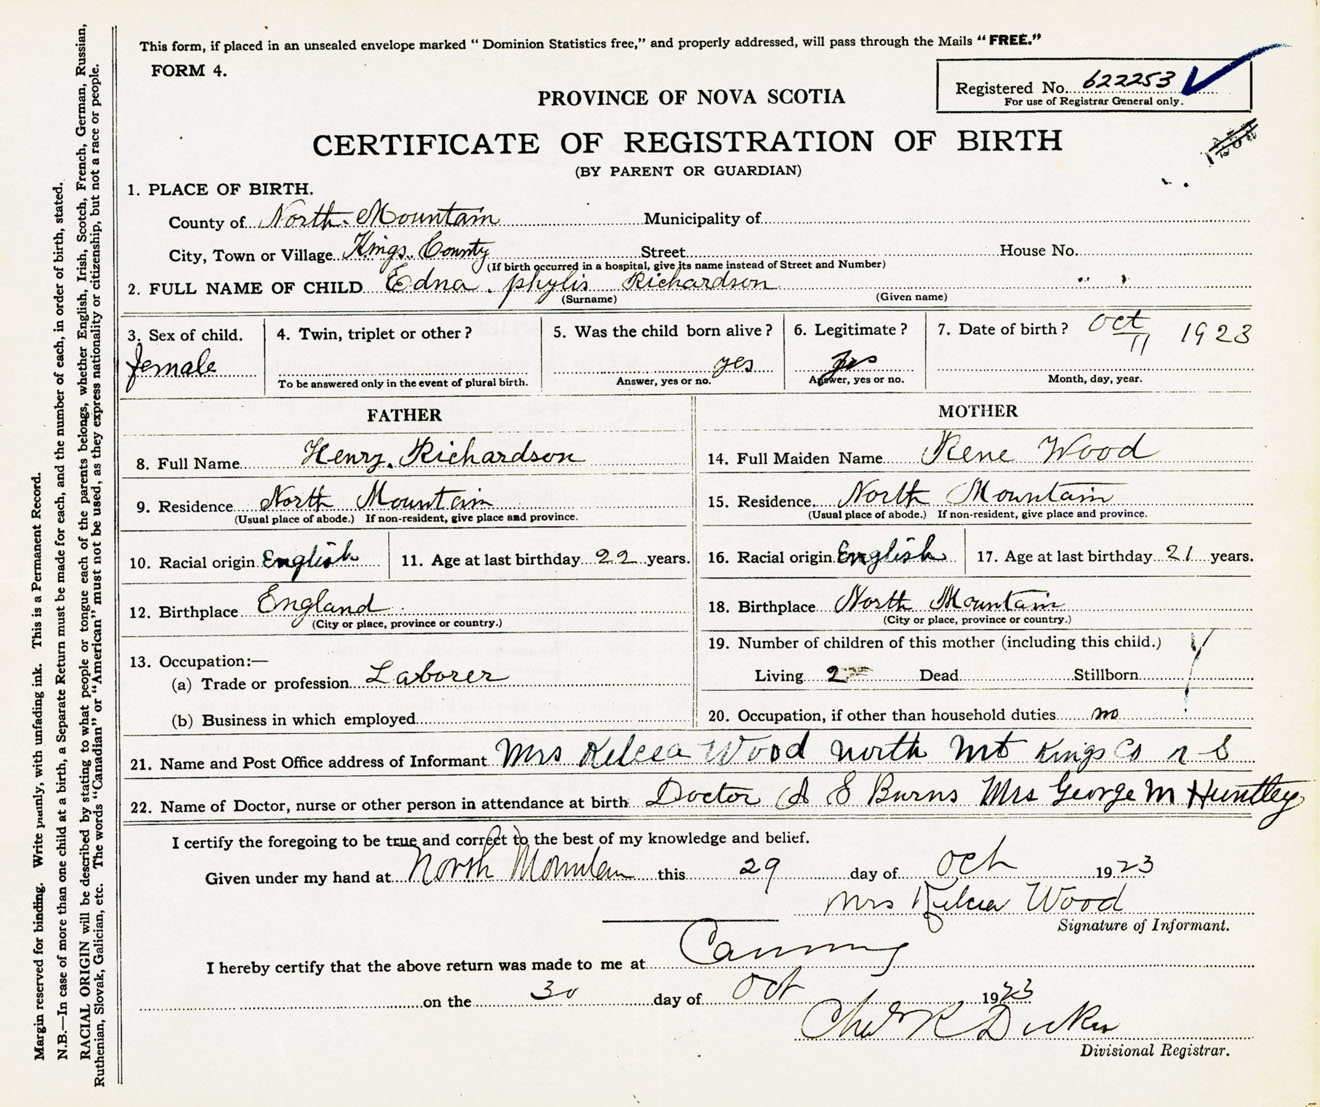 This form, if placed in an unsealed envelope marked "Dominion Statistics free," and properly addressed, will pass through the Mails "FREE."
FORM 4.
Registered No. 622253
For use of Registrar General only.
PROVINCE OF NOVA SCOTIA
CERTIFICATE OF REGISTRATION OF BIRTH
(BY PARENT OR GUARDIAN)
1. PLACE OF BIRTH.
County of North Mountain Municipality of
City, Town or Village Kings County Street House No.
(If birth occurred in a hospital, give its name instead of Street and Number)
2. FULL NAME OF CHILD Edna phylis Richardson
(Surname) (Given name)
3. Sex of child. female
4. Twin, triplet or other?
To be answered only in the event of plural birth.
5. Was the child born alive? yes
Answer, yes or no.
6. Legitimate? yes
Answer, yes or no.
7. Date of birth? Oct 11 1923
Month, day, year.
FATHER
8. Full Name Henry Richardson
9. Residence North Mountain
(Usual place of abode.) If non-resident, give place and province.
10. Racial origin English 11. Age at last birthday 22 years.
12. Birthplace England
(City or place, province or country.)
13. Occupation:—
(a) Trade or profession Laborer
(b) Business in which employed
MOTHER
14. Full Maiden Name Rene Wood
15. Residence North Mountain
(Usual place of abode.) If non-resident, give place and province.
16. Racial origin English 17. Age at last birthday 21 years.
18. Birthplace North Mountain
(City or place, province or country.)
19. Number of children of this mother (including this child.)
Living 2 Dead Stillborn
20. Occupation, if other than household duties no
21. Name and Post Office address of Informant Mrs Wood north Mt Kings Co n S
22. Name of Doctor, nurse or other person in attendance at birth Doctor A S Burns Mrs George M Huntley
I certify the foregoing to be true and correct to the best of my knowledge and belief.
Given under my hand at North Mountain this 29 day of Oct 1923
Mrs Wood
Signature of Informant.
I hereby certify that the above return was made to me at Canning
on the 30 day of Oct 1923
R
Divisional Registrar.
Margin reserved for binding. Write plainly, with unfading ink. This is a Permanent Record.
N.B.—In case of more than one child at a birth, a Separate Return must be made for each, and the number of each, in order of birth, stated.
RACIAL ORIGIN will be described by stating to what people or tongue each of the parents belongs, whether English, Irish, Scotch, French, German, Russian,
Ruthenian, Slovak, Galician, etc. The words "Canadian" or "American" must not be used, as they express nationality or citizenship, but not a race or people.